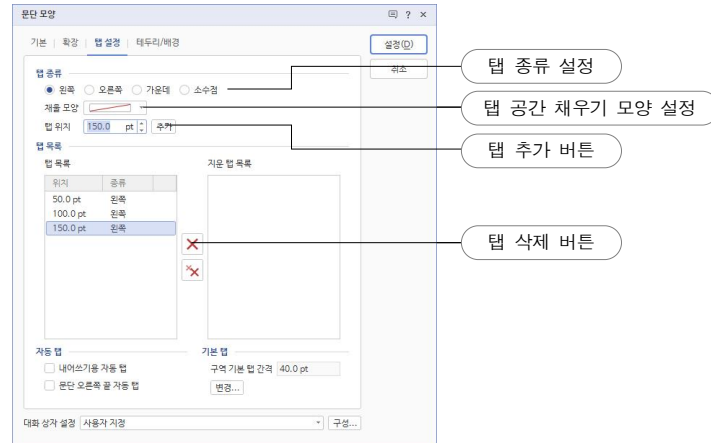 문단 모양
? ×
기본 | 확장 | 탭 설정 | 테두리/배경
설정(D)
취소
탭 종류
왼쪽 오른쪽 가운데 소수점
탭 종류 설정
채울 모양
탭 공간 채우기 모양 설정
탭 위치 150.0 pt 추가
탭 추가 버튼
탭 목록
탭 목록 지운 탭 목록
위치 종류
50.0 pt 왼쪽
100.0 pt 왼쪽
150.0 pt 왼쪽
탭 삭제 버튼
자동 탭 기본 탭
내어쓰기용 자동 탭 구역 기본 탭 간격 40.0 pt
문단 오른쪽 끝 자동 탭 변경...
대화 상자 설정 사용자 지정 구성...